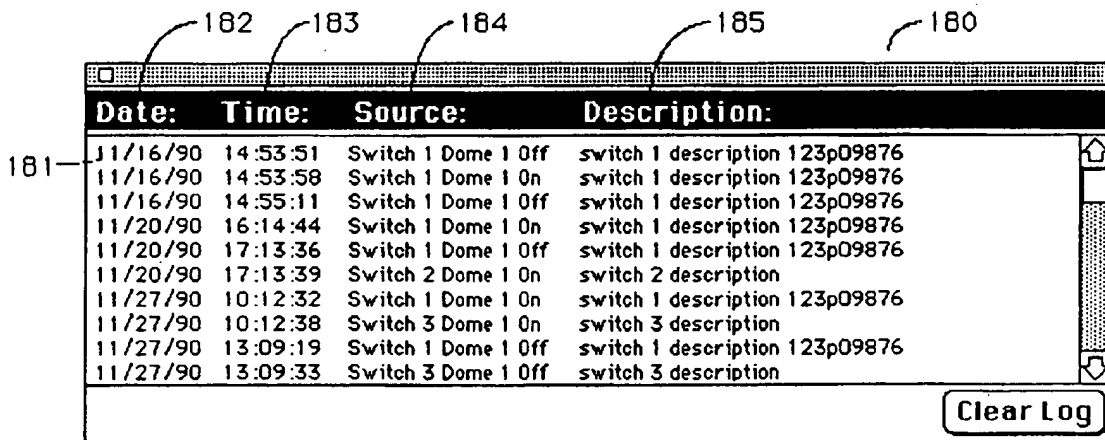 182 183 184 185 180
Date: Time: Source: Description:
181
11/16/90 14:53:51 Switch 1 Dome 1 Off switch 1 description 123p09876
11/16/90 14:53:58 Switch 1 Dome 1 On switch 1 description 123p09876
11/16/90 14:55:11 Switch 1 Dome 1 Off switch 1 description 123p09876
11/20/90 16:14:44 Switch 1 Dome 1 On switch 1 description 123p09876
11/20/90 17:13:36 Switch 1 Dome 1 Off switch 1 description 123p09876
11/20/90 17:13:39 Switch 2 Dome 1 On switch 2 description
11/27/90 10:12:32 Switch 1 Dome 1 On switch 1 description 123p09876
11/27/90 10:12:38 Switch 3 Dome 1 On switch 3 description
11/27/90 13:09:19 Switch 1 Dome 1 Off switch 1 description 123p09876
11/27/90 13:09:33 Switch 3 Dome 1 Off switch 3 description
Clear Log